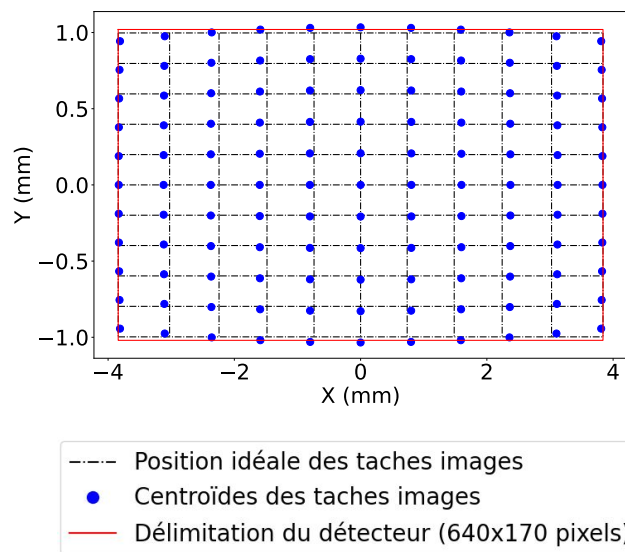 1.0
0.5
0.0
−0.5
−1.0
Y (mm)
−4 −2 0 2 4
X (mm)
Position idéale des taches images
Centroïdes des taches images
Délimitation du détecteur (640x170 pixels)